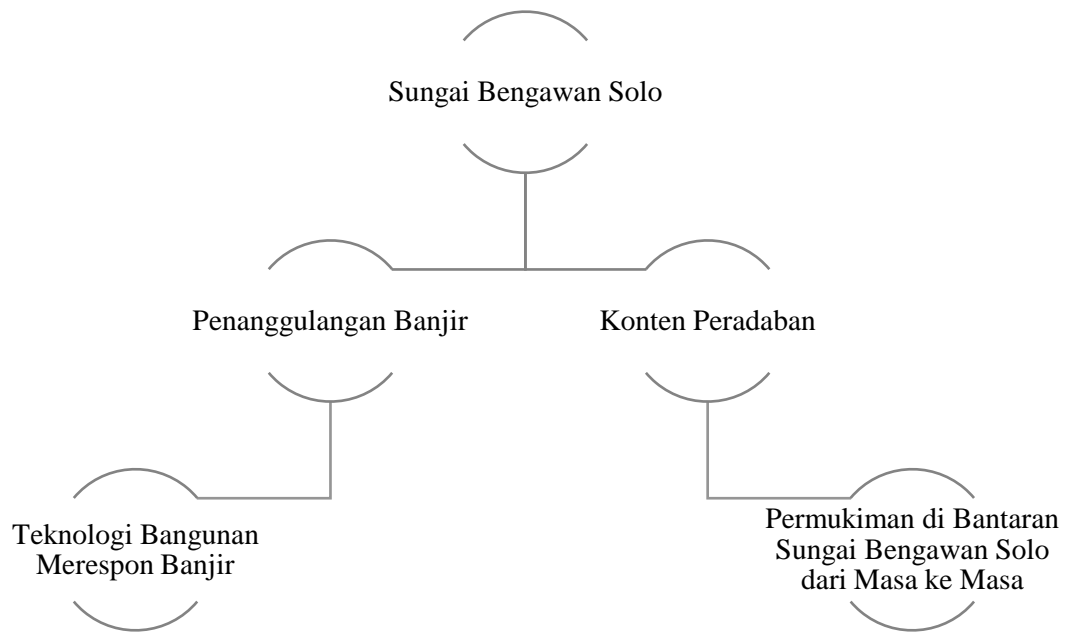 Sungai Bengawan Solo
Penanggulangan Banjir
Konten Peradaban
Teknologi Bangunan
Merespon Banjir
Permukiman di Bantaran
Sungai Bengawan Solo
dari Masa ke Masa